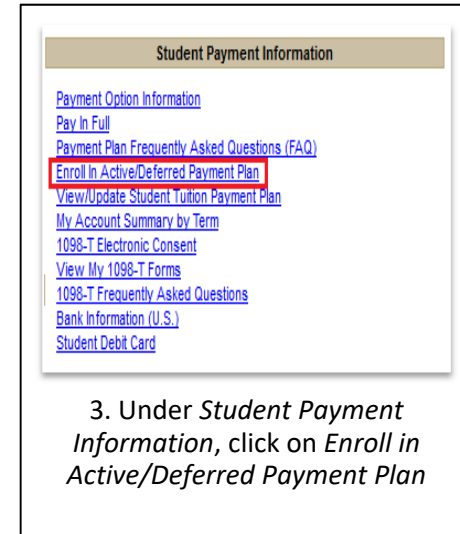 Student Payment Information
Payment Option Information
Pay In Full
Payment Plan Frequently Asked Questions (FAQ)
Enroll In Active/Deferred Payment Plan
View/Update Student Tuition Payment Plan
My Account Summary by Term
1098-T Electronic Consent
View My 1098-T Forms
1098-T Frequently Asked Questions
Bank Information (U.S.)
Student Debit Card
3. Under Student Payment
Information, click on Enroll in
Active/Deferred Payment Plan